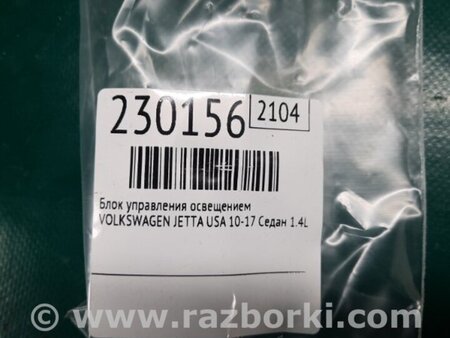 230156 2104
Блок управления освещением
VOLKSWAGEN JETTA USA 10-17 Седан 1.4L
© www.razborki.com